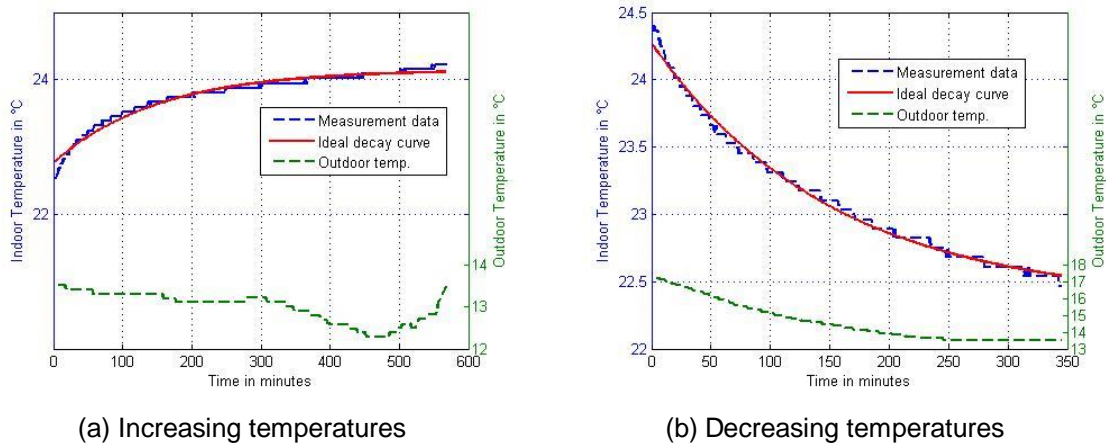 24
22
Indoor Temperature in °C
Measurement data
Ideal decay curve
Outdoor temp.
14
13
12
Outdoor Temperature in °C
0 100 200 300 400 500 600
Time in minutes
(a) Increasing temperatures
24.5
24
23.5
23
22.5
22
Indoor Temperature in °C
Measurement data
Ideal decay curve
Outdoor temp.
18
17
16
15
14
13
Outdoor Temperature in °C
0 50 100 150 200 250 300 350
Time in minutes
(b) Decreasing temperatures